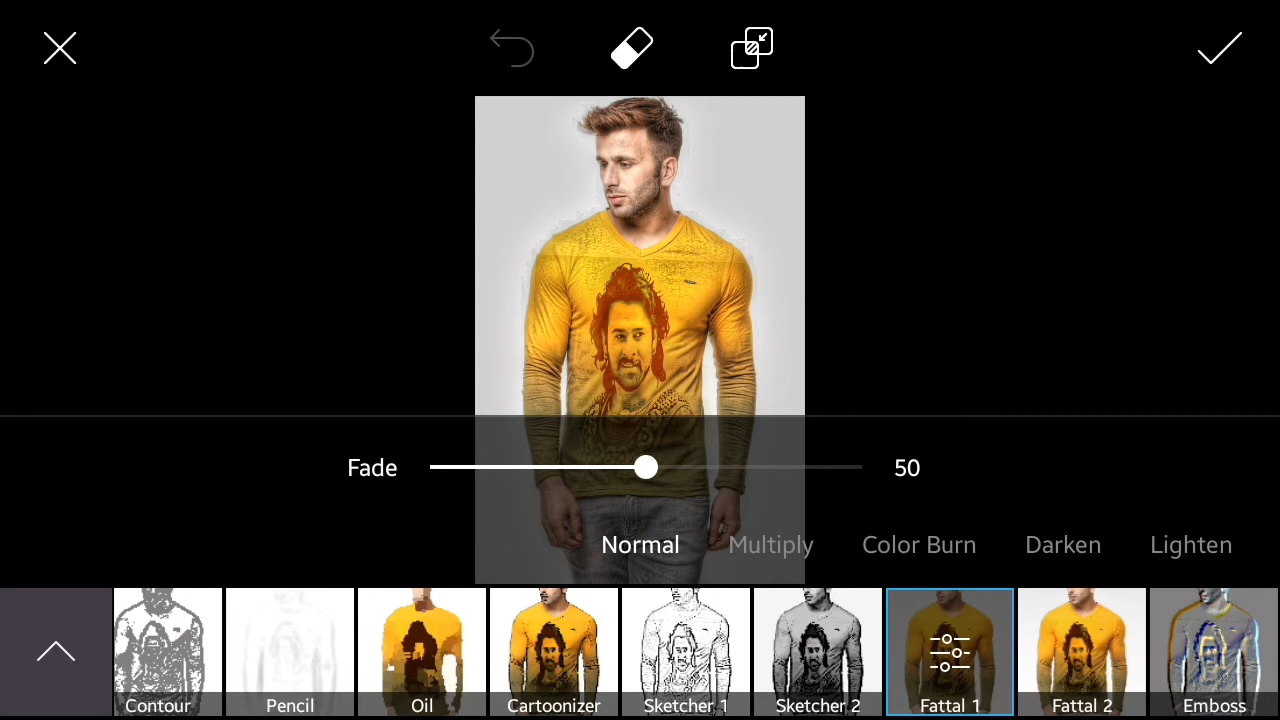 Fade 50
Normal Multiply Color Burn Darken Lighten
Contour Pencil Oil Cartoonizer Sketcher 1 Sketcher 2 Fattal 1 Fattal 2 Emboss